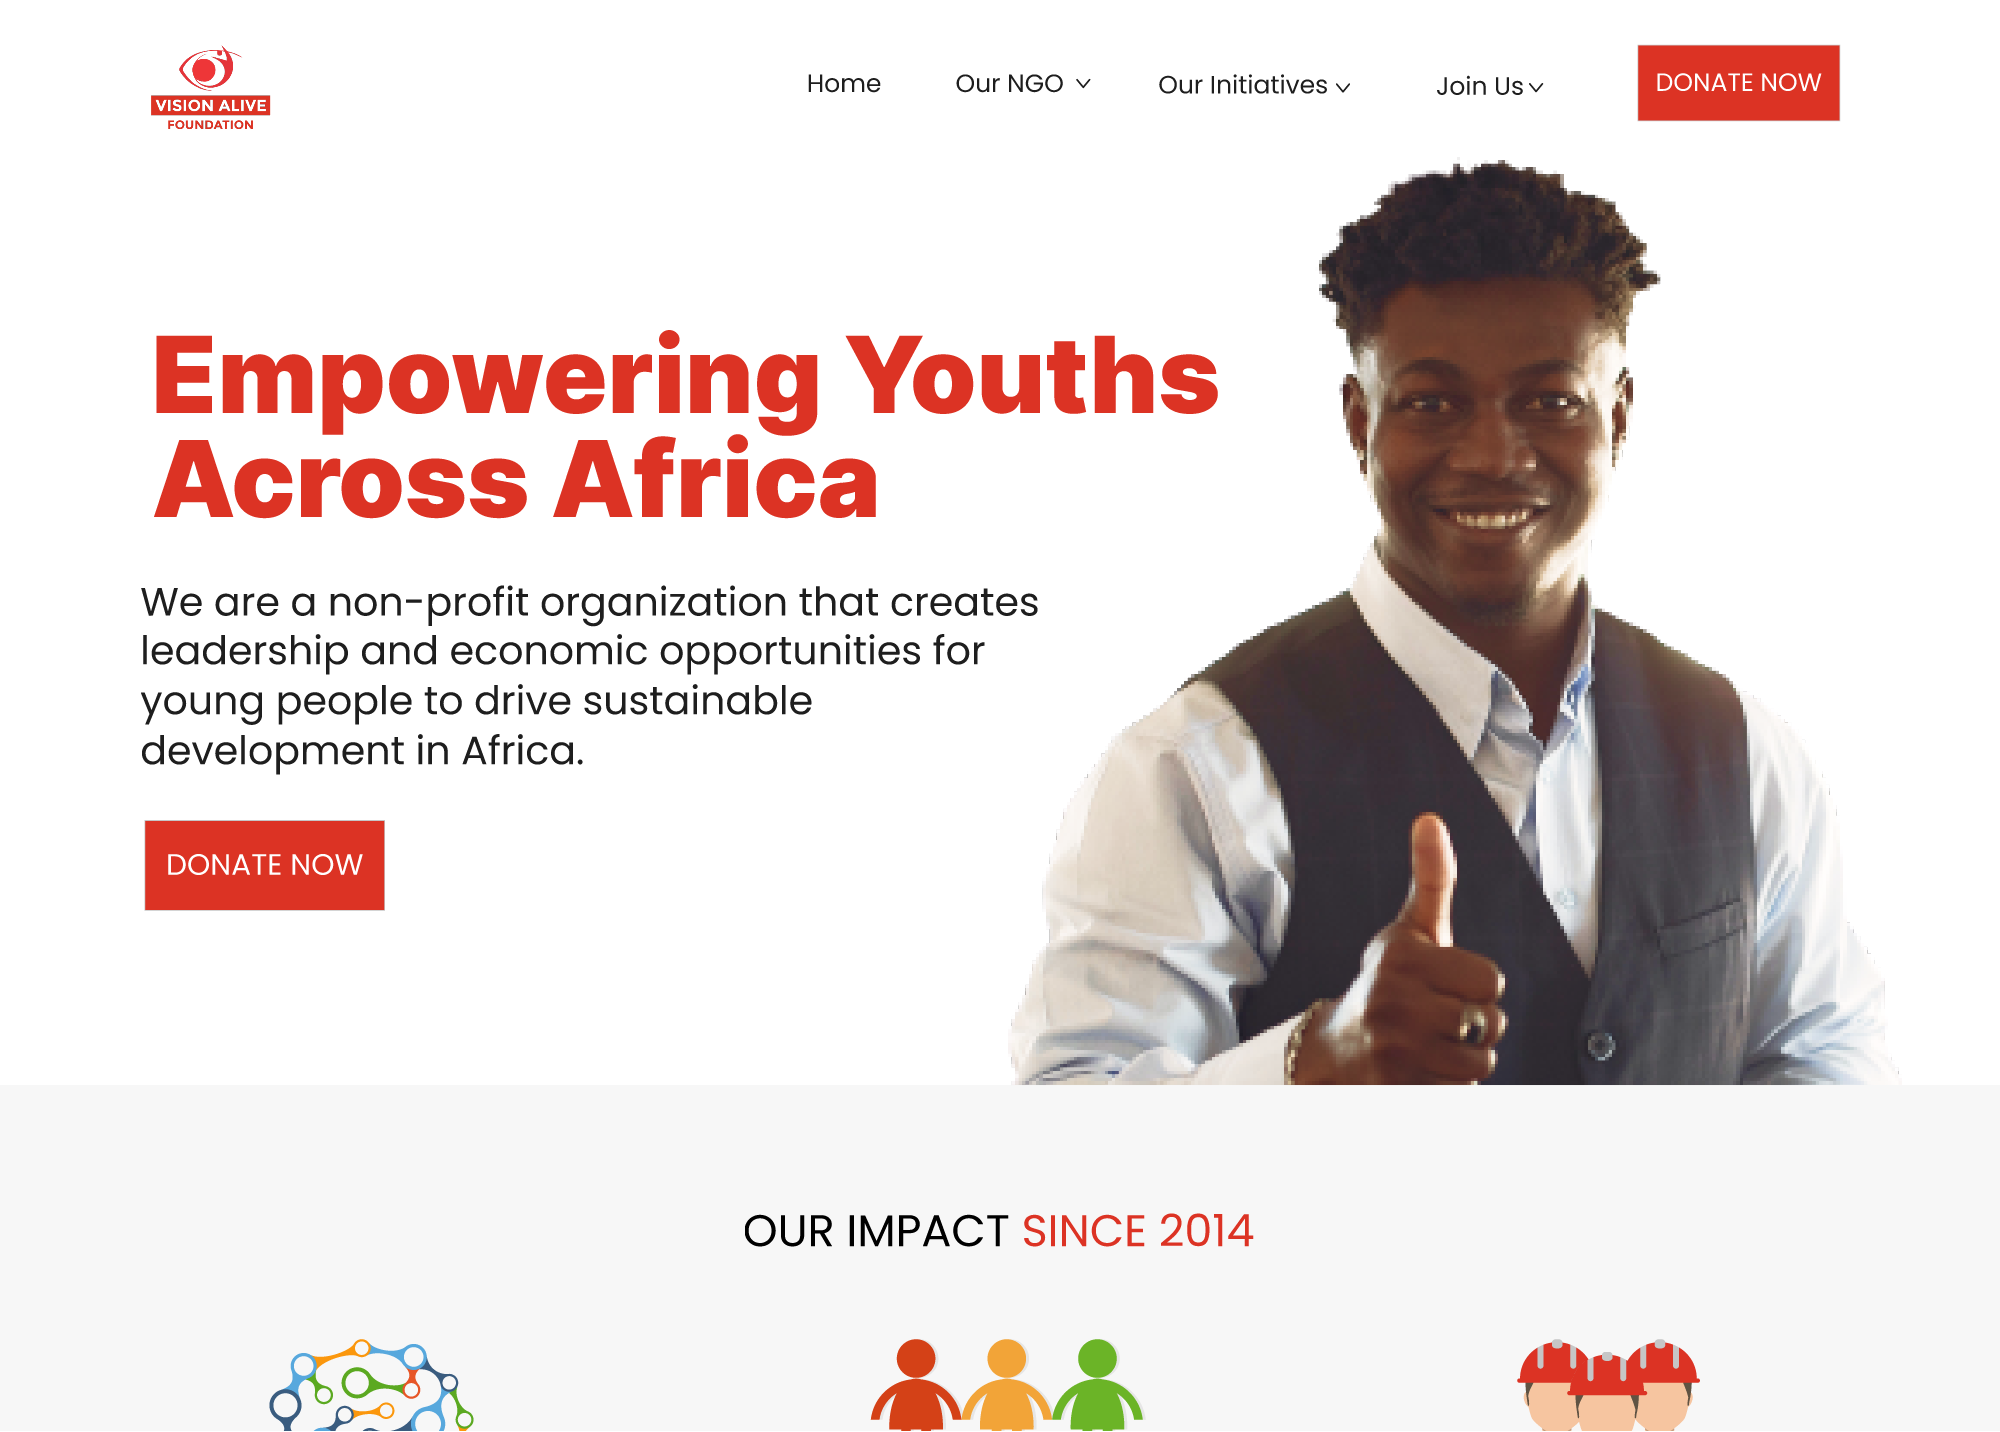 VISION ALIVE
FOUNDATION
Home
Our NGO
Our Initiatives
Join Us
DONATE NOW
Empowering Youths
Across Africa
We are a non-profit organization that creates
leadership and economic opportunities for
young people to drive sustainable
development in Africa.
DONATE NOW
OUR IMPACT SINCE 2014